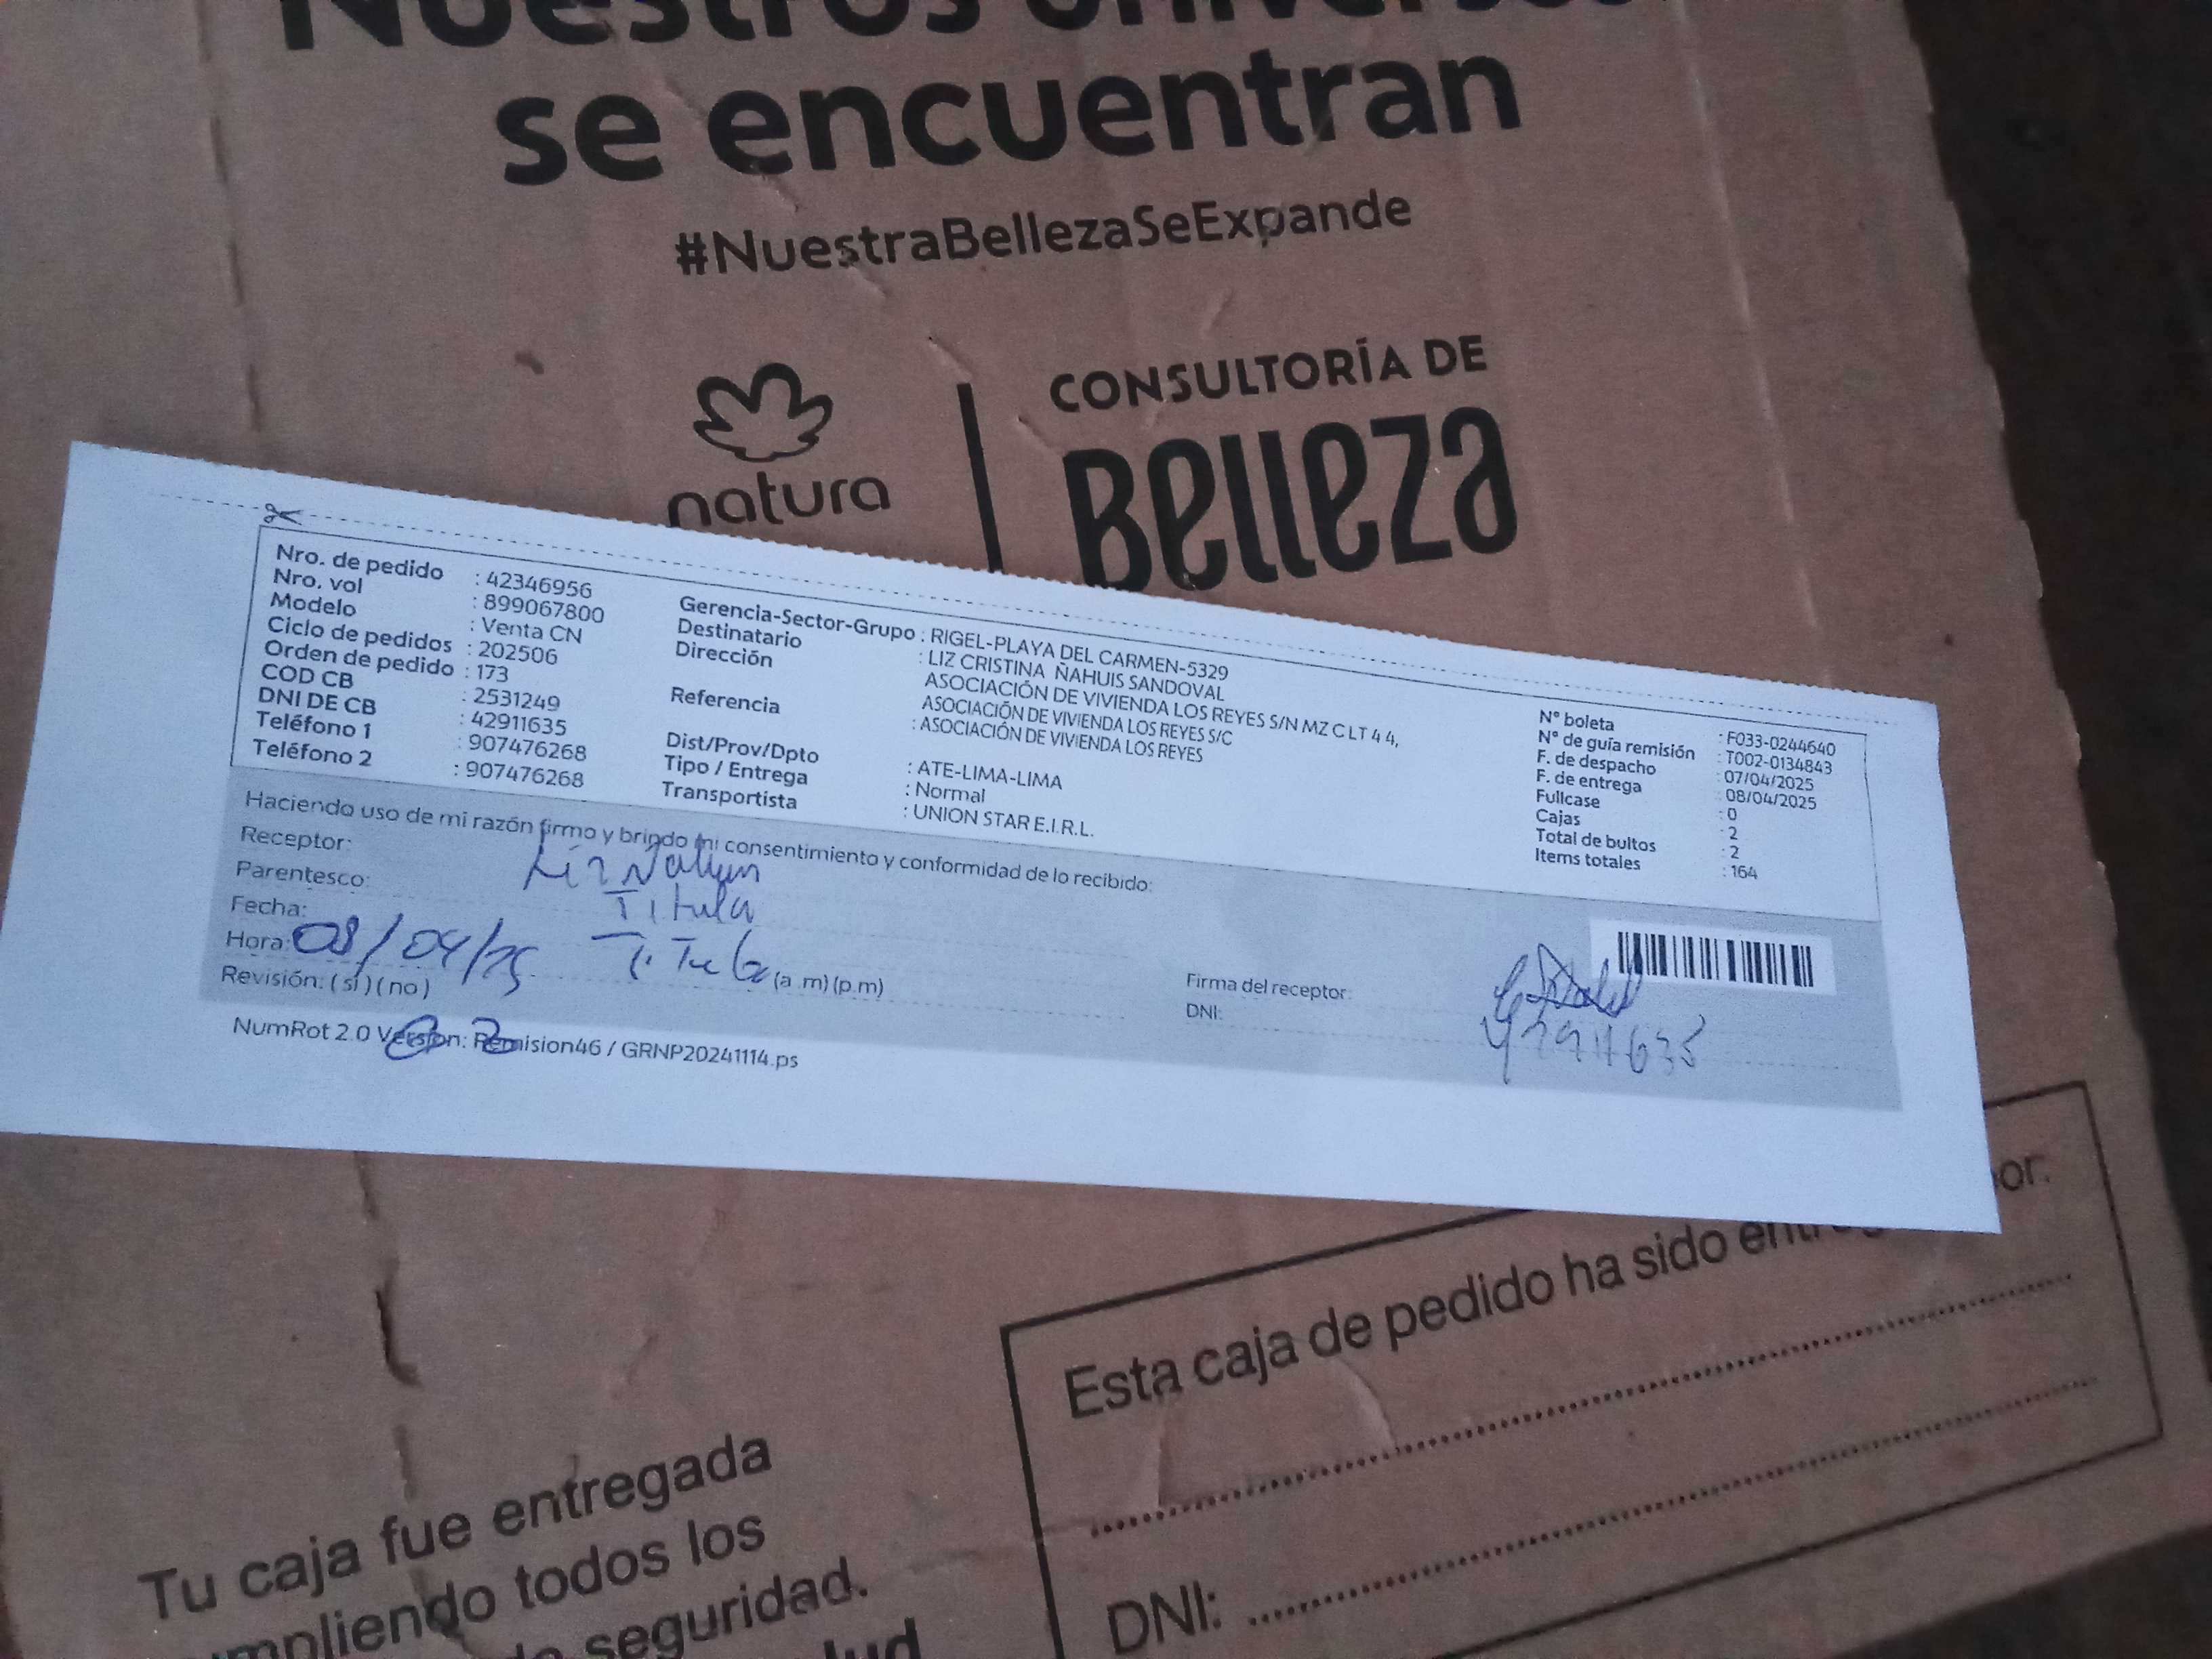 Nuestros Universos
se encuentran
#NuestraBellezaSeExpande
natura
CONSULTORÍA DE
Belleza
Nro. de pedido : 42346956
Nro. vol : 899067800
Modelo : Venta CN
Ciclo de pedidos : 202506
Orden de pedido : 173
COD CB : 2531249
DNI DE CB : 42911635
Teléfono 1 : 907476268
Teléfono 2 : 907476268
Gerencia-Sector-Grupo : RIGEL-PLAYA DEL CARMEN-5329
Destinatario : LIZ CRISTINA ÑAHUIS SANDOVAL
Dirección ASOCIACIÓN DE VIVIENDA LOS REYES S/N MZ C LT 4 4,
ASOCIACIÓN DE VIVIENDA LOS REYES S/C
Referencia : ASOCIACIÓN DE VIVIENDA LOS REYES
Dist/Prov/Dpto : ATE-LIMA-LIMA
Tipo / Entrega : Normal
Transportista : UNION STAR E.I.R.L.
N° boleta : F033-0244640
N° de guía remisión : T002-0134843
F. de despacho : 07/04/2025
F. de entrega : 08/04/2025
Fullcase : 0
Cajas : 2
Total de bultos : 2
Items totales : 164
Haciendo uso de mi razón firmo y brindo mi consentimiento y conformidad de lo recibido:
Receptor: Liz
Parentesco: Titula
Fecha: 08/04/25
Hora: (a.m) (p.m)
Revisión: (si) (no)
Firma del receptor:
DNI: 42911635
NumRot 2.0 Version: Remision46 / GRNP20241114.ps
Esta caja de pedido ha sido
or.
DNI:
Tu caja fue entregada
mpliendo todos los
seguridad.